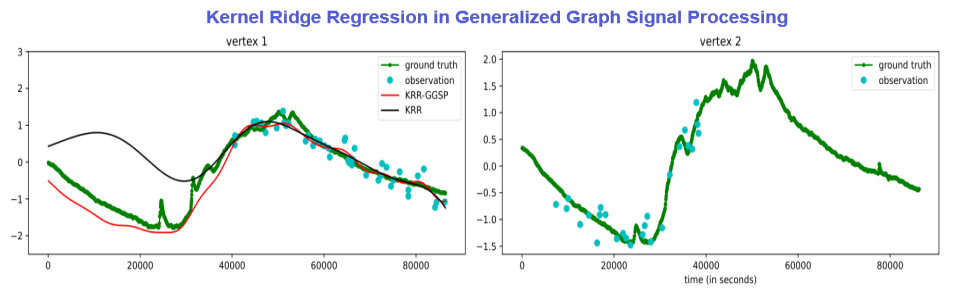 Kernel Ridge Regression in Generalized Graph Signal Processing
vertex 1
3
2
1
0
−1
−2
0
20000
40000
60000
80000
ground truth
observation
KRR-GGSP
KRR
vertex 2
2.0
1.5
1.0
0.5
0.0
−0.5
−1.0
−1.5
0
20000
40000
60000
80000
time (in seconds)
ground truth
observation